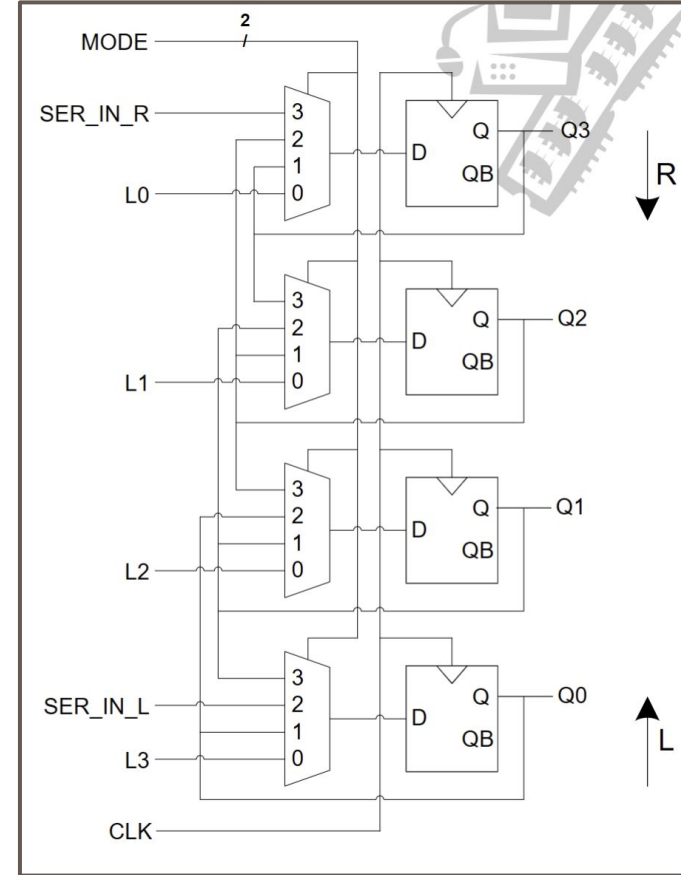 2
MODE /
SER_IN_R 3 Q Q3
2 D
1 QB R
L0 0
3 Q Q2
2 D
1 QB
L1 0
3 Q Q1
2 D
1 QB
L2 0
3 Q Q0
SER_IN_L 2 D
1 QB L
L3 0
CLK